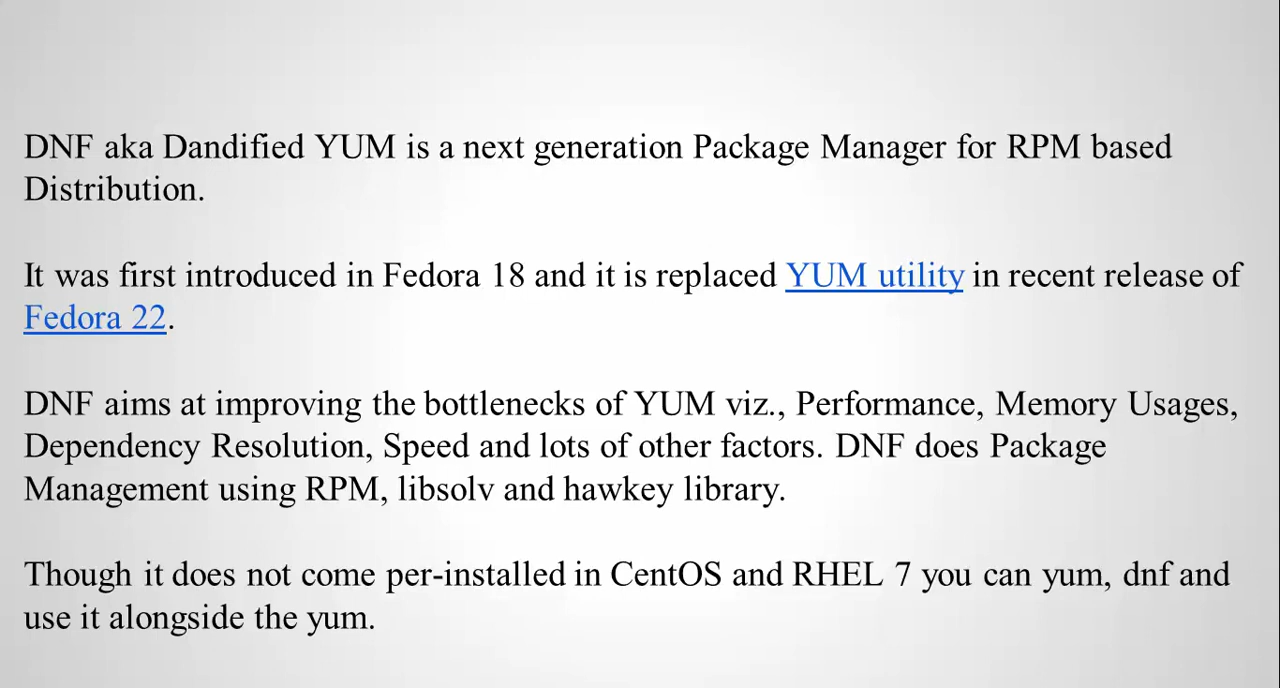 DNF aka Dandified YUM is a next generation Package Manager for RPM based
Distribution.
It was first introduced in Fedora 18 and it is replaced YUM utility in recent release of
Fedora 22.
DNF aims at improving the bottlenecks of YUM viz., Performance, Memory Usages,
Dependency Resolution, Speed and lots of other factors. DNF does Package
Management using RPM, libsolv and hawkey library.
Though it does not come per-installed in CentOS and RHEL 7 you can yum, dnf and
use it alongside the yum.